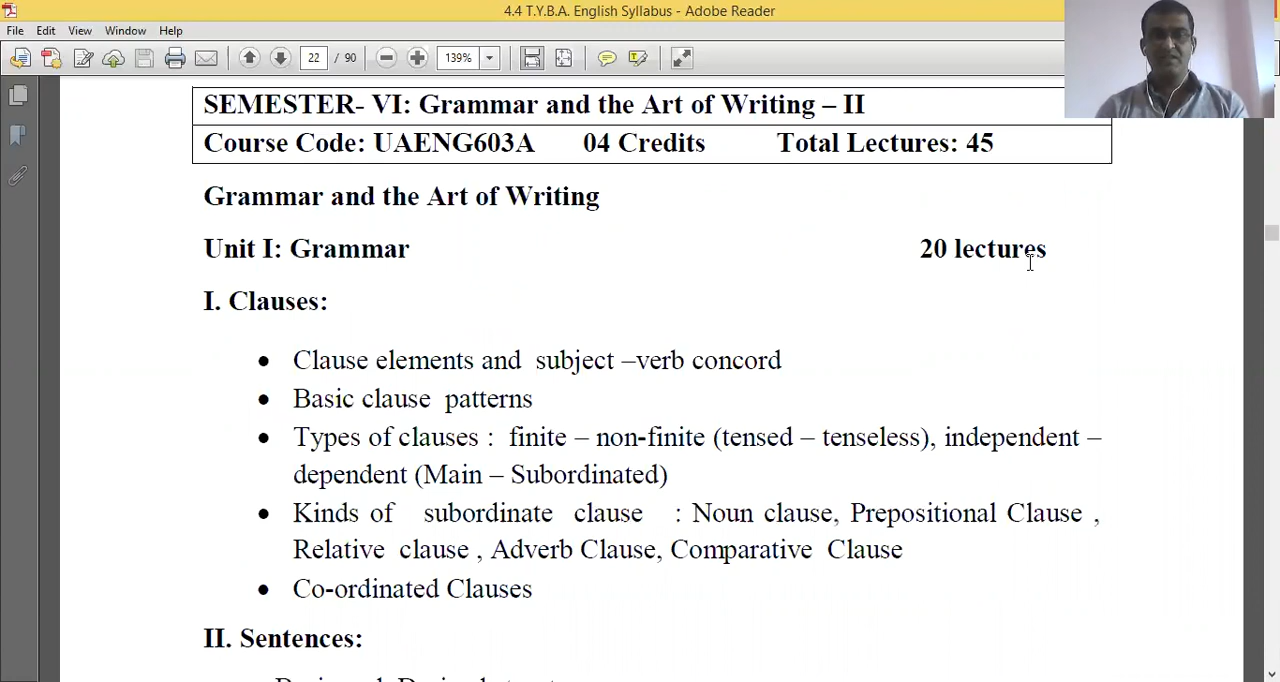 4.4 T.Y.B.A. English Syllabus - Adobe Reader
File Edit View Window Help
22 / 90 139%
SEMESTER- VI: Grammar and the Art of Writing – II
Course Code: UAENG603A 04 Credits Total Lectures: 45
Grammar and the Art of Writing
Unit I: Grammar 20 lectures
I. Clauses:
• Clause elements and subject –verb concord
• Basic clause patterns
• Types of clauses : finite – non-finite (tensed – tenseless), independent –
dependent (Main – Subordinated)
• Kinds of subordinate clause : Noun clause, Prepositional Clause ,
Relative clause , Adverb Clause, Comparative Clause
• Co-ordinated Clauses
II. Sentences: